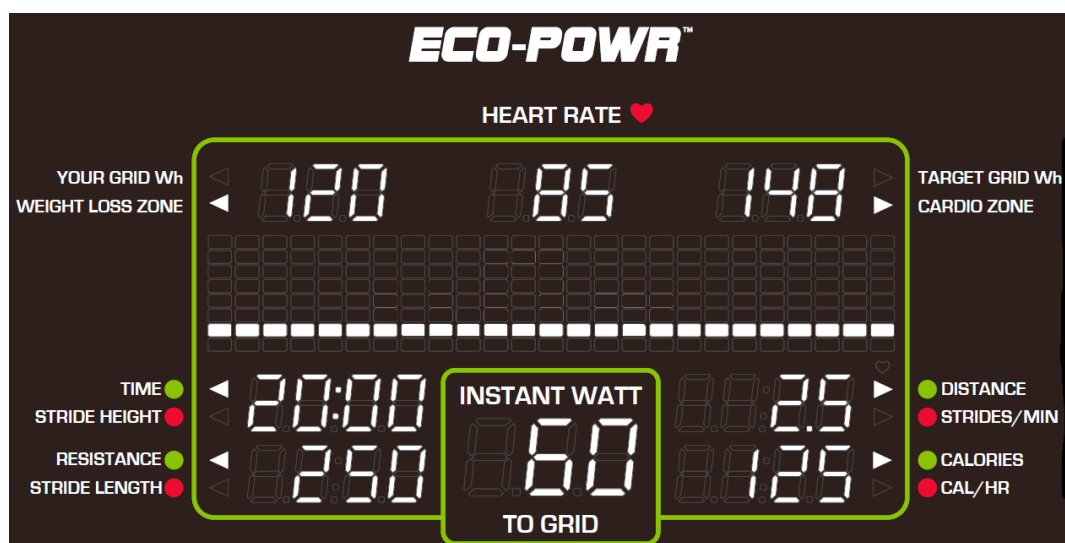 ECO-POWR™
HEART RATE
YOUR GRID Wh 120 85 148 TARGET GRID Wh
WEIGHT LOSS ZONE CARDIO ZONE
TIME 20:00 INSTANT WATT 2.5 DISTANCE
STRIDE HEIGHT 60 STRIDES/MIN
RESISTANCE 250 125 CALORIES
STRIDE LENGTH TO GRID CAL/HR